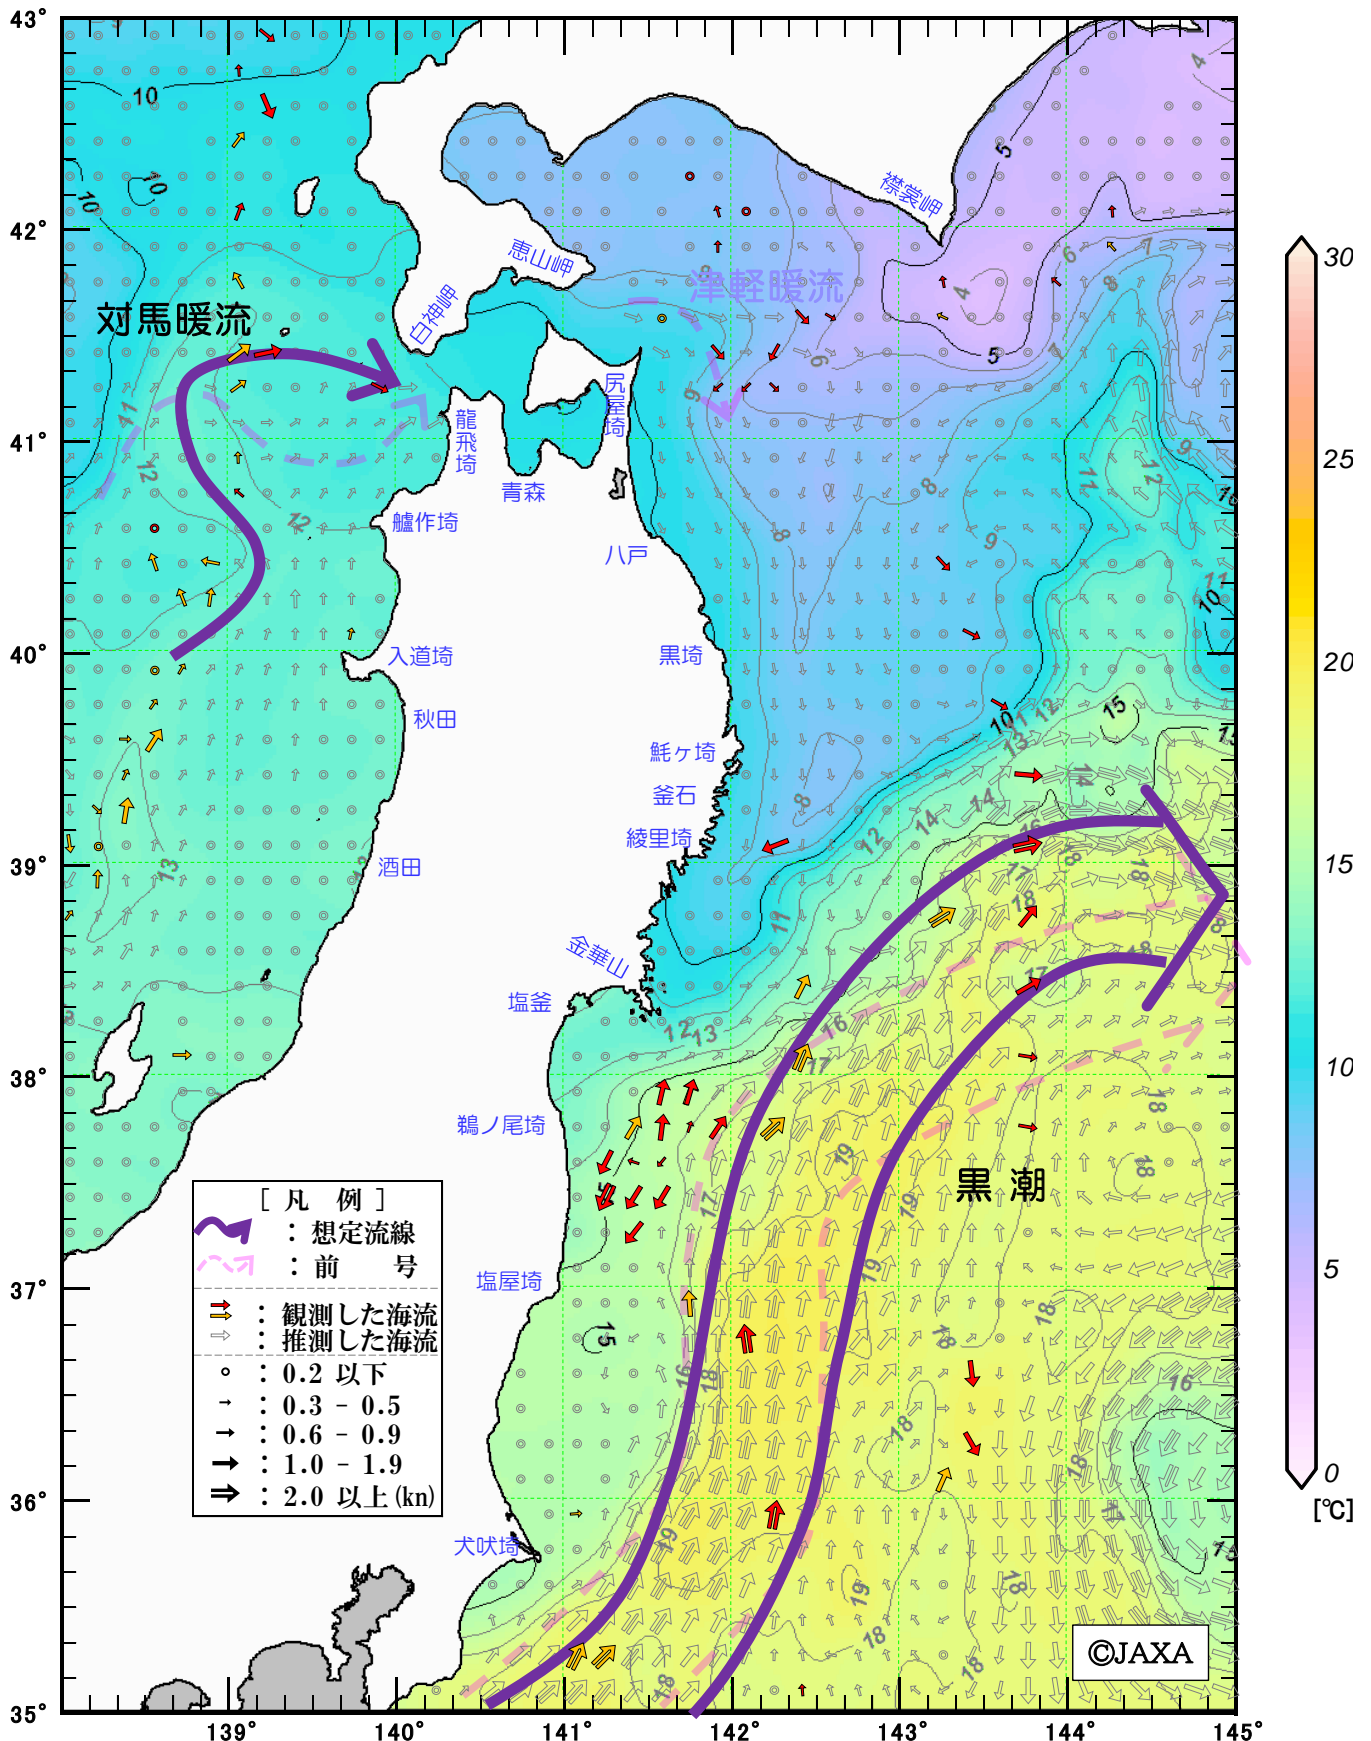 43°
42°
41°
40°
39°
38°
37°
36°
35°
139°
140°
141°
142°
143°
144°
145°
対馬暖流
津軽暖流
黒潮
襟裳岬
恵山岬
白神岬
尻屋埼
龍飛埼
青森
艫作埼
八戸
入道埼
黒埼
秋田
魹ヶ埼
釜石
綾里埼
酒田
金華山
塩釜
鵜ノ尾埼
塩屋埼
犬吠埼
[ 凡 例 ]
: 想定流線
: 前 号
: 観測した海流
: 推測した海流
: 0.2 以下
: 0.3 - 0.5
: 0.6 - 0.9
: 1.0 - 1.9
: 2.0 以上(kn)
©JAXA
30
25
20
15
10
5
0
[℃]